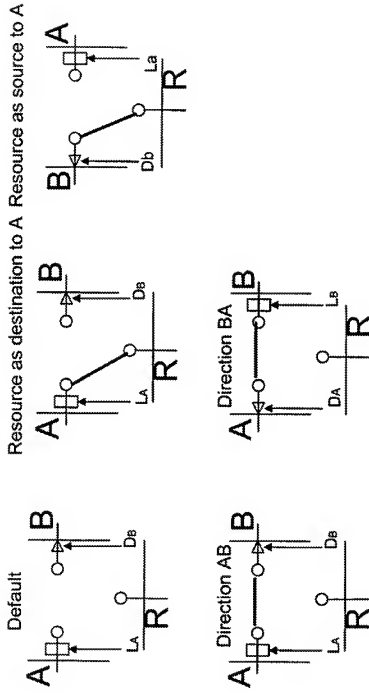 Default
A B
LA DB
R
Resource as destination to A
A B
LA DB
R
Resource as source to A
B A
Db La
R
Direction AB
A B
LA DB
R
Direction BA
A B
DA LB
R